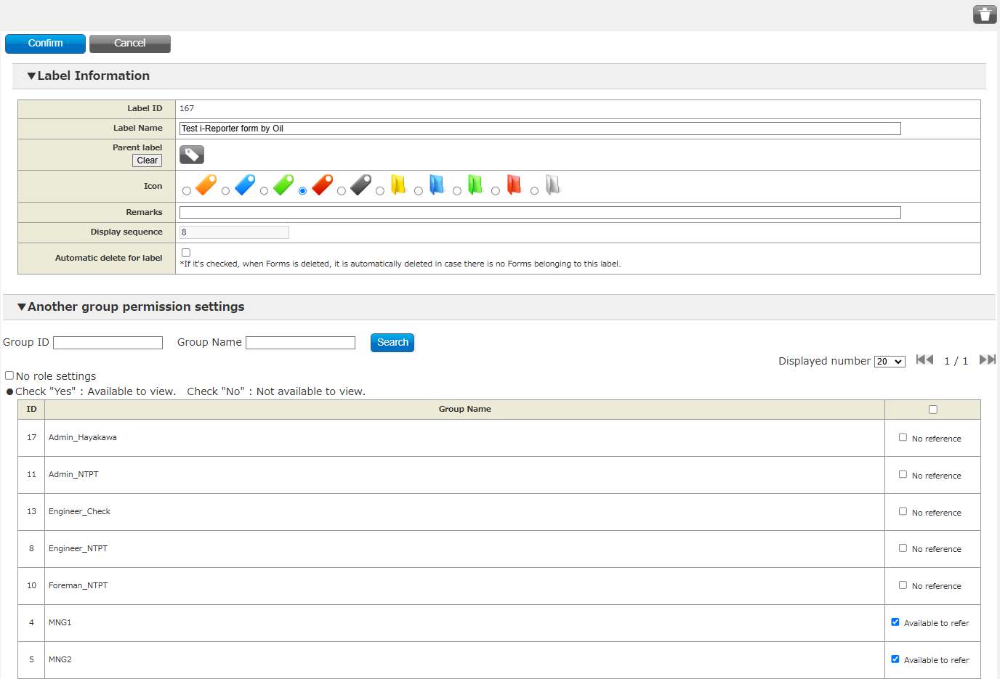 Confirm Cancel
▼Label Information
Label ID 167
Label Name Test i-Reporter form by Oil
Parent label
Clear
Icon
Remarks
Display sequence 8
Automatic delete for label
*If it's checked, when Forms is deleted, it is automatically deleted in case there is no Forms belonging to this label.
▼Another group permission settings
Group ID Group Name Search
Displayed number 20 1 / 1
No role settings
●Check "Yes" : Available to view. Check "No" : Not available to view.
ID Group Name
17 Admin_Hayakawa No reference
11 Admin_NTPT No reference
13 Engineer_Check No reference
8 Engineer_NTPT No reference
10 Foreman_NTPT No reference
4 MNG1 Available to refer
5 MNG2 Available to refer